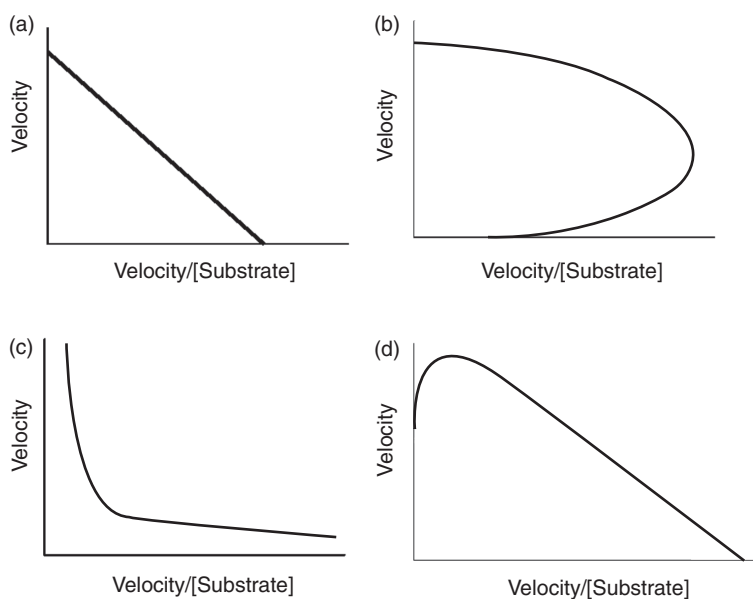 (a)
Velocity
Velocity/[Substrate]
(b)
Velocity
Velocity/[Substrate]
(c)
Velocity
Velocity/[Substrate]
(d)
Velocity
Velocity/[Substrate]